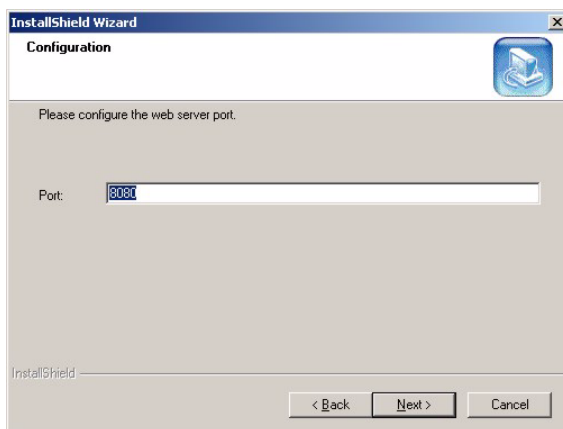 InstallShield Wizard
Configuration
Please configure the web server port.
Port: 8080
InstallShield
< Back Next > Cancel